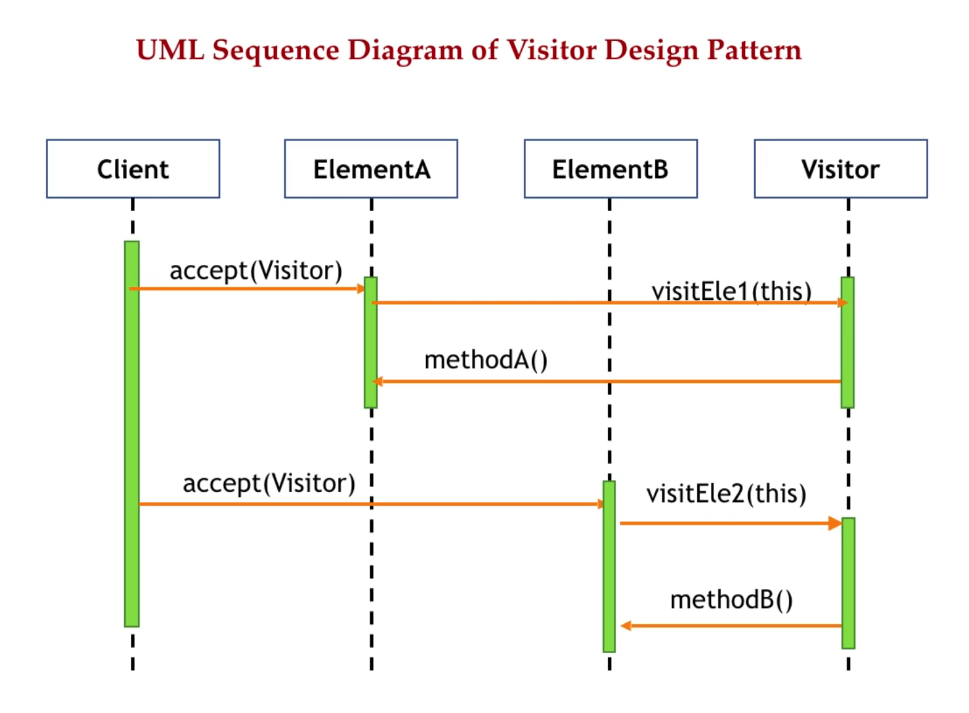 UML Sequence Diagram of Visitor Design Pattern
Client
ElementA
ElementB
Visitor
accept(Visitor)
visitEle1(this)
methodA()
accept(Visitor)
visitEle2(this)
methodB()